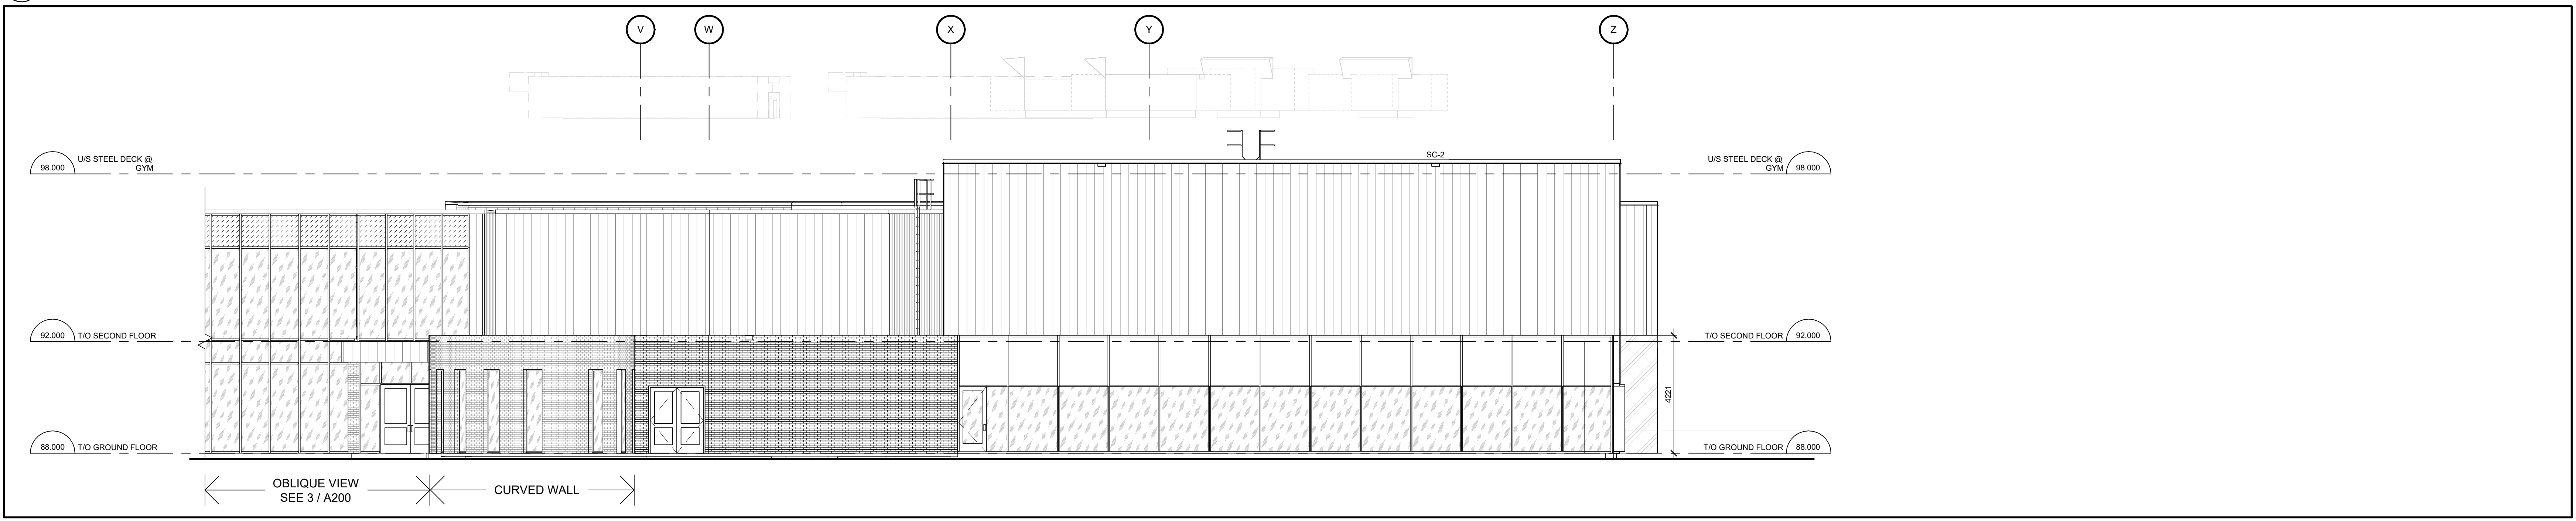 V
W
X
Y
Z
SC-2
98.000
U/S STEEL DECK @
GYM
U/S STEEL DECK @
GYM
98.000
92.000
T/O SECOND FLOOR
T/O SECOND FLOOR
92.000
4221
88.000
T/O GROUND FLOOR
T/O GROUND FLOOR
88.000
OBLIQUE VIEW
SEE 3 / A200
CURVED WALL